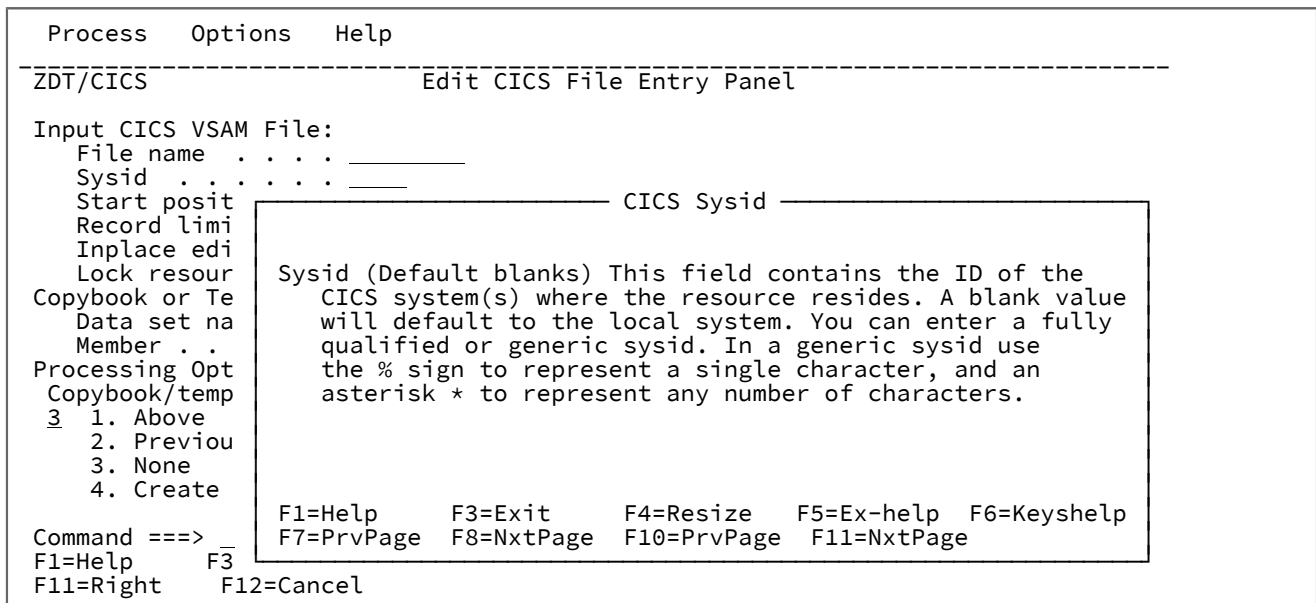 Process   Options   Help
ZDT/CICS                   Edit CICS File Entry Panel
Input CICS VSAM File:
File name  . . . .
Sysid  . . . . . .
Start posit                           CICS Sysid
Record limi
Inplace edi
Lock resour   Sysid (Default blanks) This field contains the ID of the
Copybook or Te      CICS system(s) where the resource resides. A blank value
Data set na      will default to the local system. You can enter a fully
Member . .       qualified or generic sysid. In a generic sysid use
Processing Opt      the % sign to represent a single character, and an
Copybook/temp      asterisk * to represent any number of characters.
3  1. Above
2. Previou
3. None
4. Create
F1=Help     F3=Exit     F4=Resize   F5=Ex-help  F6=Keyshelp
Command ===> _   F7=PrvPage  F8=NxtPage  F10=PrvPage  F11=NxtPage
F1=Help     F3
F11=Right    F12=Cancel